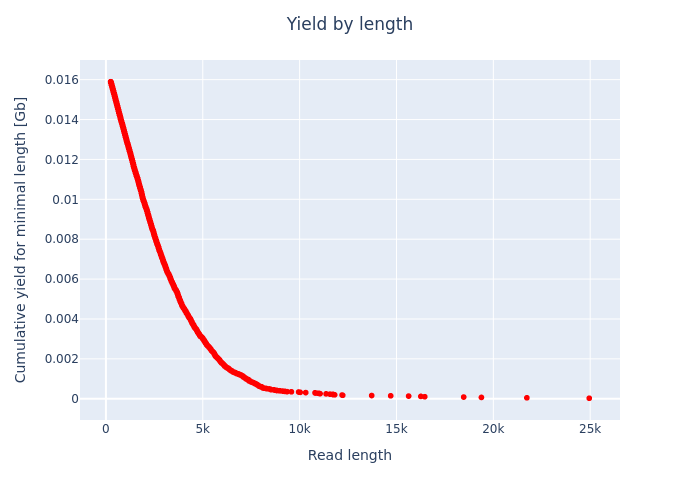 Yield by length
Cumulative yield for minimal length [Gb]
0.016
0.014
0.012
0.01
0.008
0.006
0.004
0.002
0
0 5k 10k 15k 20k 25k
Read length